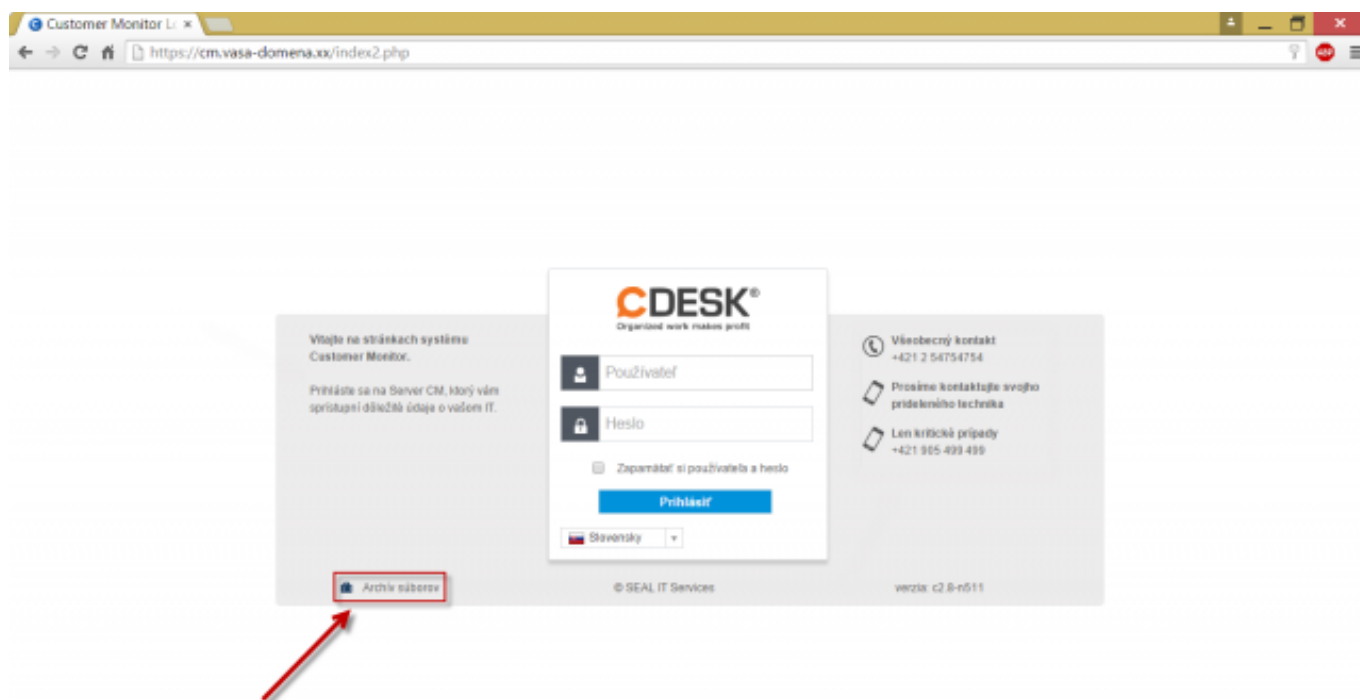 Customer Monitor Lo
https://cm.vasa-domena.xx/index2.php
ABP
CDESK®
Organized work makes profit
Vitajte na stránkach systému
Customer Monitor.
Prihláste sa na Server CM, ktorý vám
sprístupní dôležité údaje o vašom IT.
Používateľ
Heslo
Zapamätať si používateľa a heslo
Prihlásiť
Slovensky
Všeobecný kontakt
+421 2 54754754
Prosíme kontaktujte svojho
prideleného technika
Len kritické prípady
+421 905 499 499
Archív súborov
© SEAL IT Services
verzia: c2.8-n511